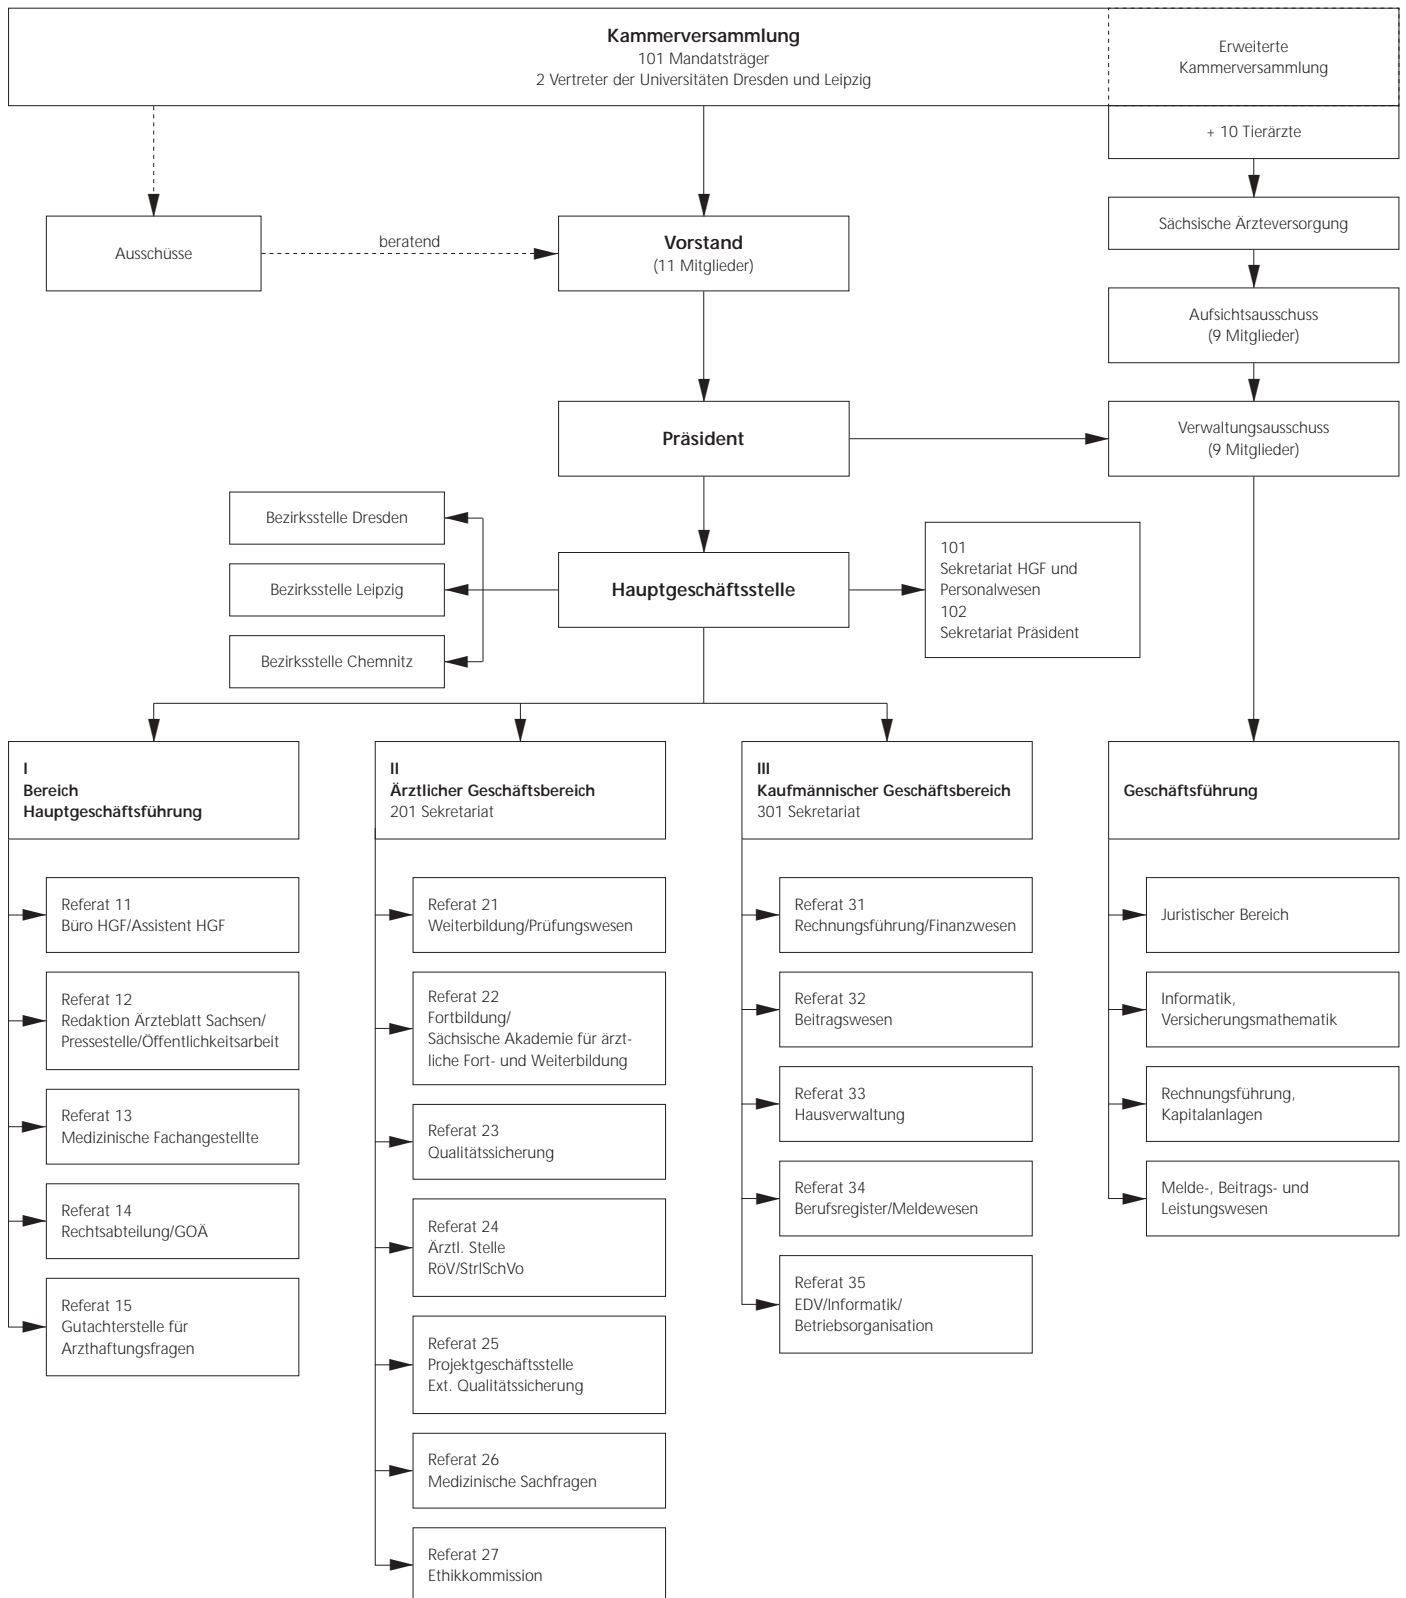 Kammerversammlung
101 Mandatsträger
2 Vertreter der Universitäten Dresden und Leipzig
Erweiterte
Kammerversammlung
+ 10 Tierärzte
Sächsische Ärzteversorgung
Ausschüsse
beratend
Vorstand
(11 Mitglieder)
Aufsichtsausschuss
(9 Mitglieder)
Präsident
Verwaltungsausschuss
(9 Mitglieder)
Bezirksstelle Dresden
Bezirksstelle Leipzig
Bezirksstelle Chemnitz
Hauptgeschäftsstelle
101
Sekretariat HGF und
Personalwesen
102
Sekretariat Präsident
I
Bereich
Hauptgeschäftsführung
Referat 11
Büro HGF/Assistent HGF
Referat 12
Redaktion Ärzteblatt Sachsen/
Pressestelle/Öffentlichkeitsarbeit
Referat 13
Medizinische Fachangestellte
Referat 14
Rechtsabteilung/GOÄ
Referat 15
Gutachterstelle für
Arzthaftungsfragen
II
Ärztlicher Geschäftsbereich
201 Sekretariat
Referat 21
Weiterbildung/Prüfungswesen
Referat 22
Fortbildung/
Sächsische Akademie für ärzt-
liche Fort- und Weiterbildung
Referat 23
Qualitätssicherung
Referat 24
Ärztl. Stelle
RöV/StrlSchVo
Referat 25
Projektgeschäftsstelle
Ext. Qualitätssicherung
Referat 26
Medizinische Sachfragen
Referat 27
Ethikkommission
III
Kaufmännischer Geschäftsbereich
301 Sekretariat
Referat 31
Rechnungsführung/Finanzwesen
Referat 32
Beitragswesen
Referat 33
Hausverwaltung
Referat 34
Berufsregister/Meldewesen
Referat 35
EDV/Informatik/
Betriebsorganisation
Geschäftsführung
Juristischer Bereich
Informatik,
Versicherungsmathematik
Rechnungsführung,
Kapitalanlagen
Melde-, Beitrags- und
Leistungswesen